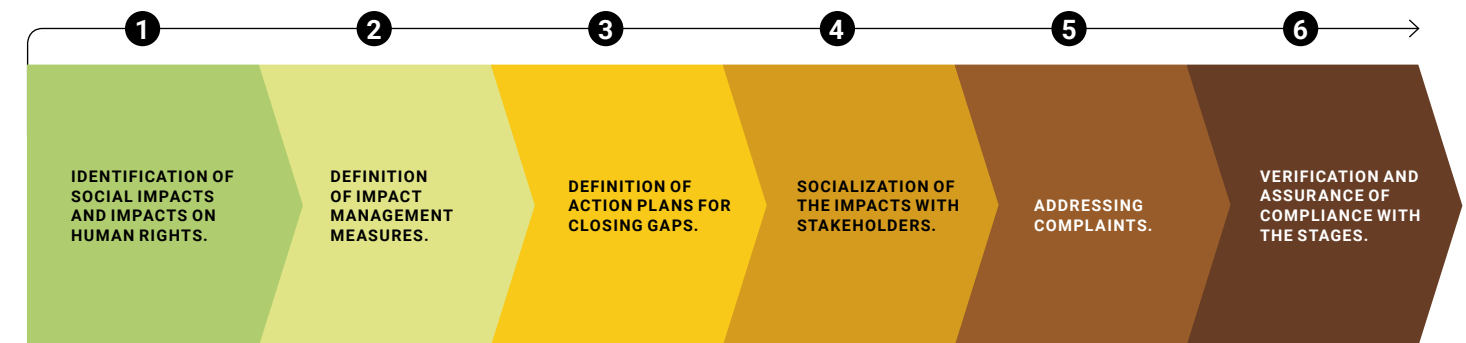 1
2
3
4
5
6
IDENTIFICATION OF
SOCIAL IMPACTS
AND IMPACTS ON
HUMAN RIGHTS.
DEFINITION
OF IMPACT
MANAGEMENT
MEASURES.
DEFINITION OF
ACTION PLANS FOR
CLOSING GAPS.
SOCIALIZATION OF
THE IMPACTS WITH
STAKEHOLDERS.
ADDRESSING
COMPLAINTS.
VERIFICATION AND
ASSURANCE OF
COMPLIANCE WITH
THE STAGES.